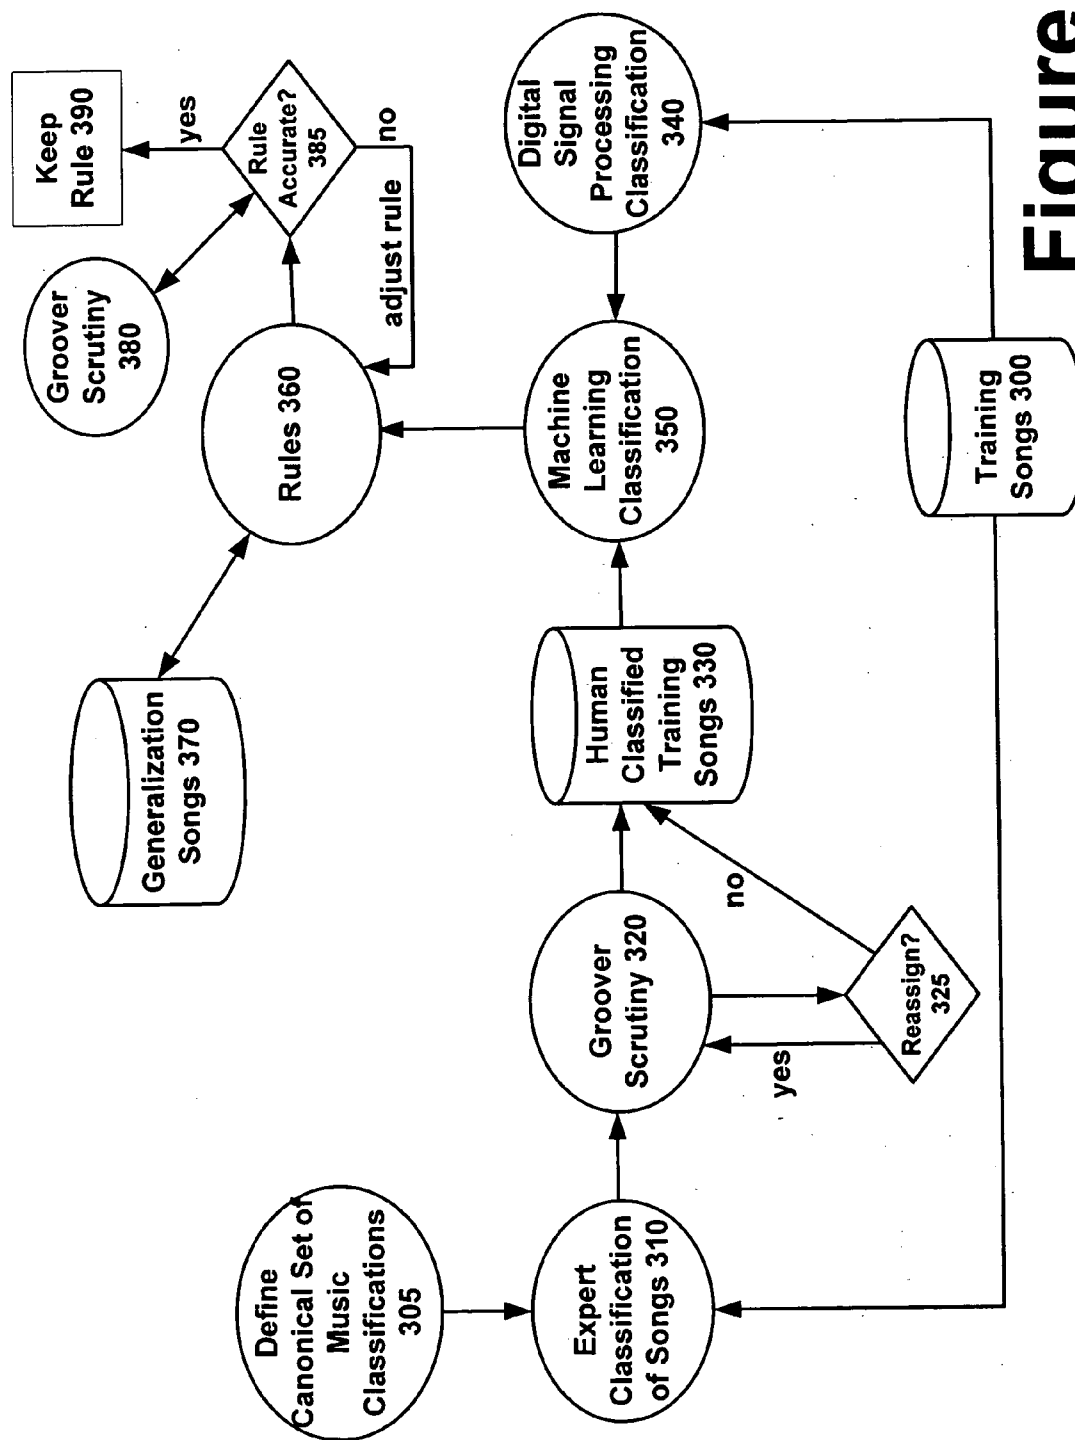 Define
Canonical Set of
Music
Classifications
305
Expert
Classification
of Songs 310
Groover
Scrutiny 320
yes
no
Reassign?
325
Human
Classified
Training
Songs 330
Generalization
Songs 370
Machine
Learning
Classification
350
Rules 360
Groover
Scrutiny
380
Rule
Accurate?
385
yes
no
adjust rule
Keep
Rule 390
Digital
Signal
Processing
Classification
340
Training
Songs 300
Figure